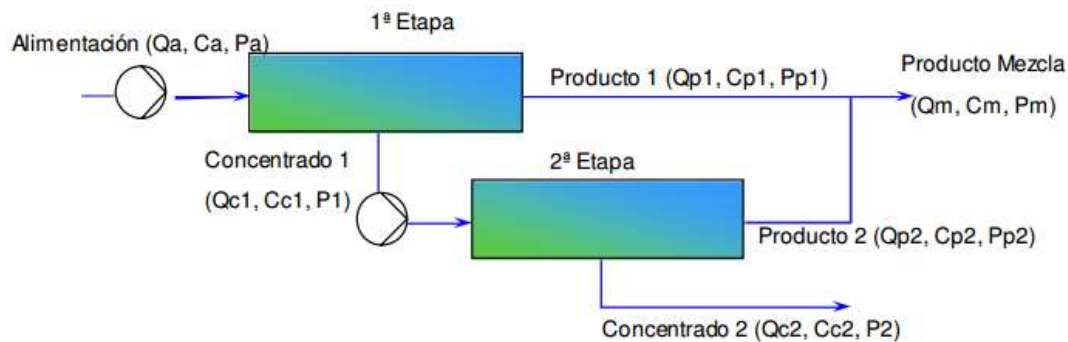 1ª Etapa
Alimentación (Qa, Ca, Pa)
Producto 1 (Qp1, Cp1, Pp1)
Producto Mezcla
(Qm, Cm, Pm)
Concentrado 1
(Qc1, Cc1, P1)
2ª Etapa
Producto 2 (Qp2, Cp2, Pp2)
Concentrado 2 (Qc2, Cc2, P2)